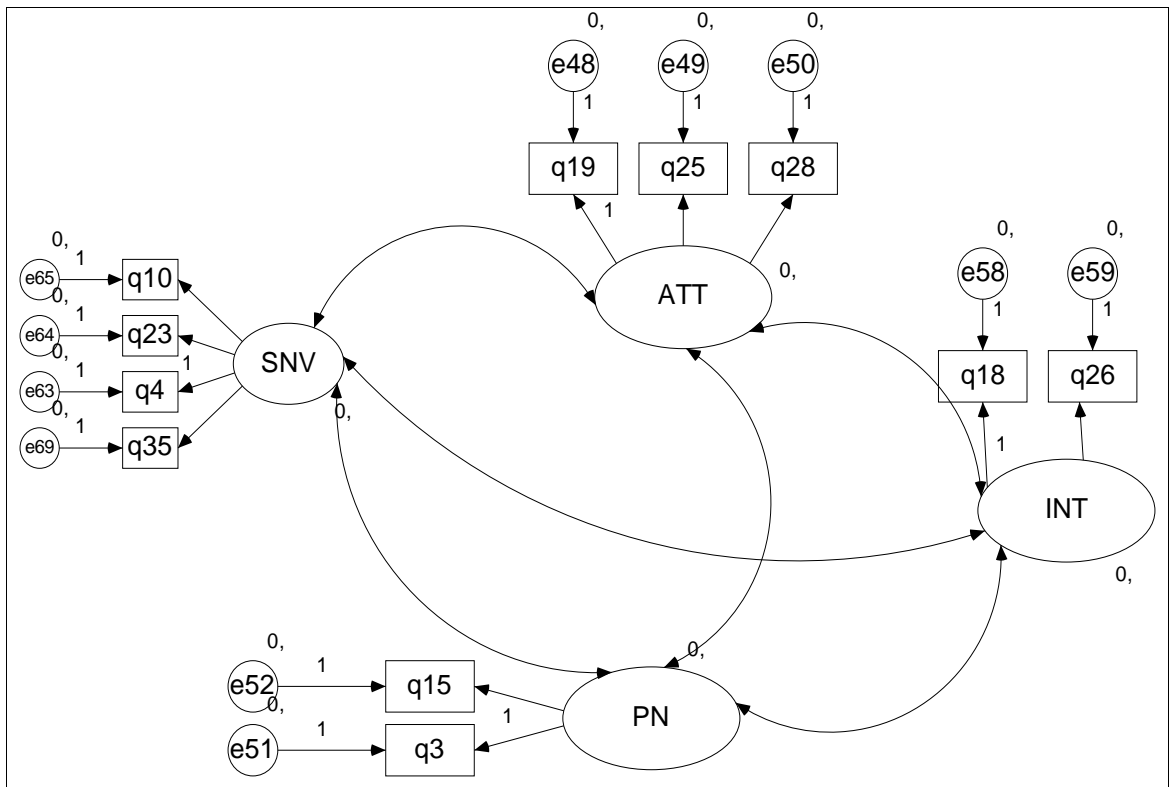 0, 0, 0,
e48 e49 e50
1 1 1
q19 q25 q28
1
0, 0, 0,
0, ATT 0,
1 e58 e59
e65 q10
0, 1 1 1
e64 q23
0, 1 1 SNV q18 q26
e63 q4
0, 1 0, 1
e69 q35
INT
0,
0, 0,
1
e52 q15
0, 1 PN
1
e51 q3